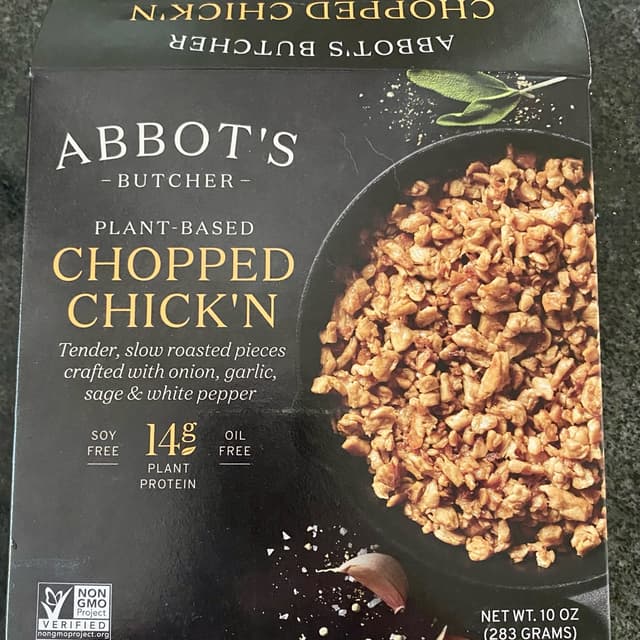 CHOPPED CHICK'N
ABBOT'S BUTCHER
ABBOT'S
- BUTCHER -
PLANT-BASED
CHOPPED
CHICK'N
Tender, slow roasted pieces
crafted with onion, garlic,
sage & white pepper
SOY
FREE
14g
PLANT
PROTEIN
OIL
FREE
NON
GMO
Project
VERIFIED
nongmoproject.org
NET WT. 10 OZ
(283 GRAMS)